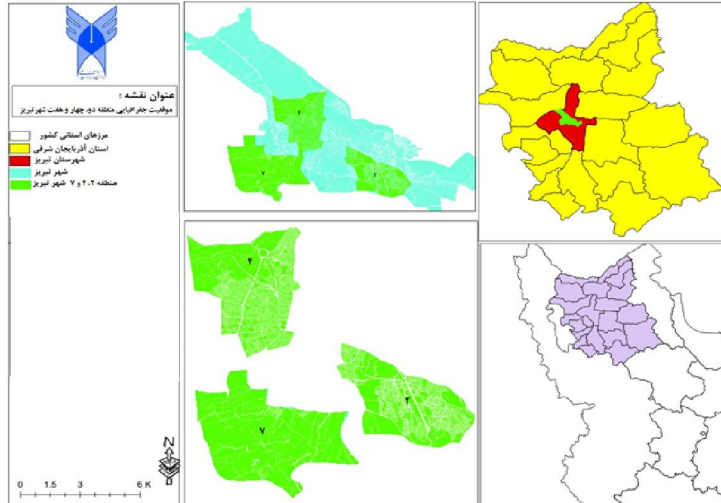 عنوان نقشه :
موقعیت جغرافیایی منطقه دو، چهار و هفت شهر تبریز
مرزهای استانی کشور
استان آذربایجان شرقی
شهرستان تبریز
شهر تبریز
منطقه ۲، ۴ و ۷ شهر تبریز
N
0 1.5 3 6 K
۴
۷
۲
۴
۲
۷